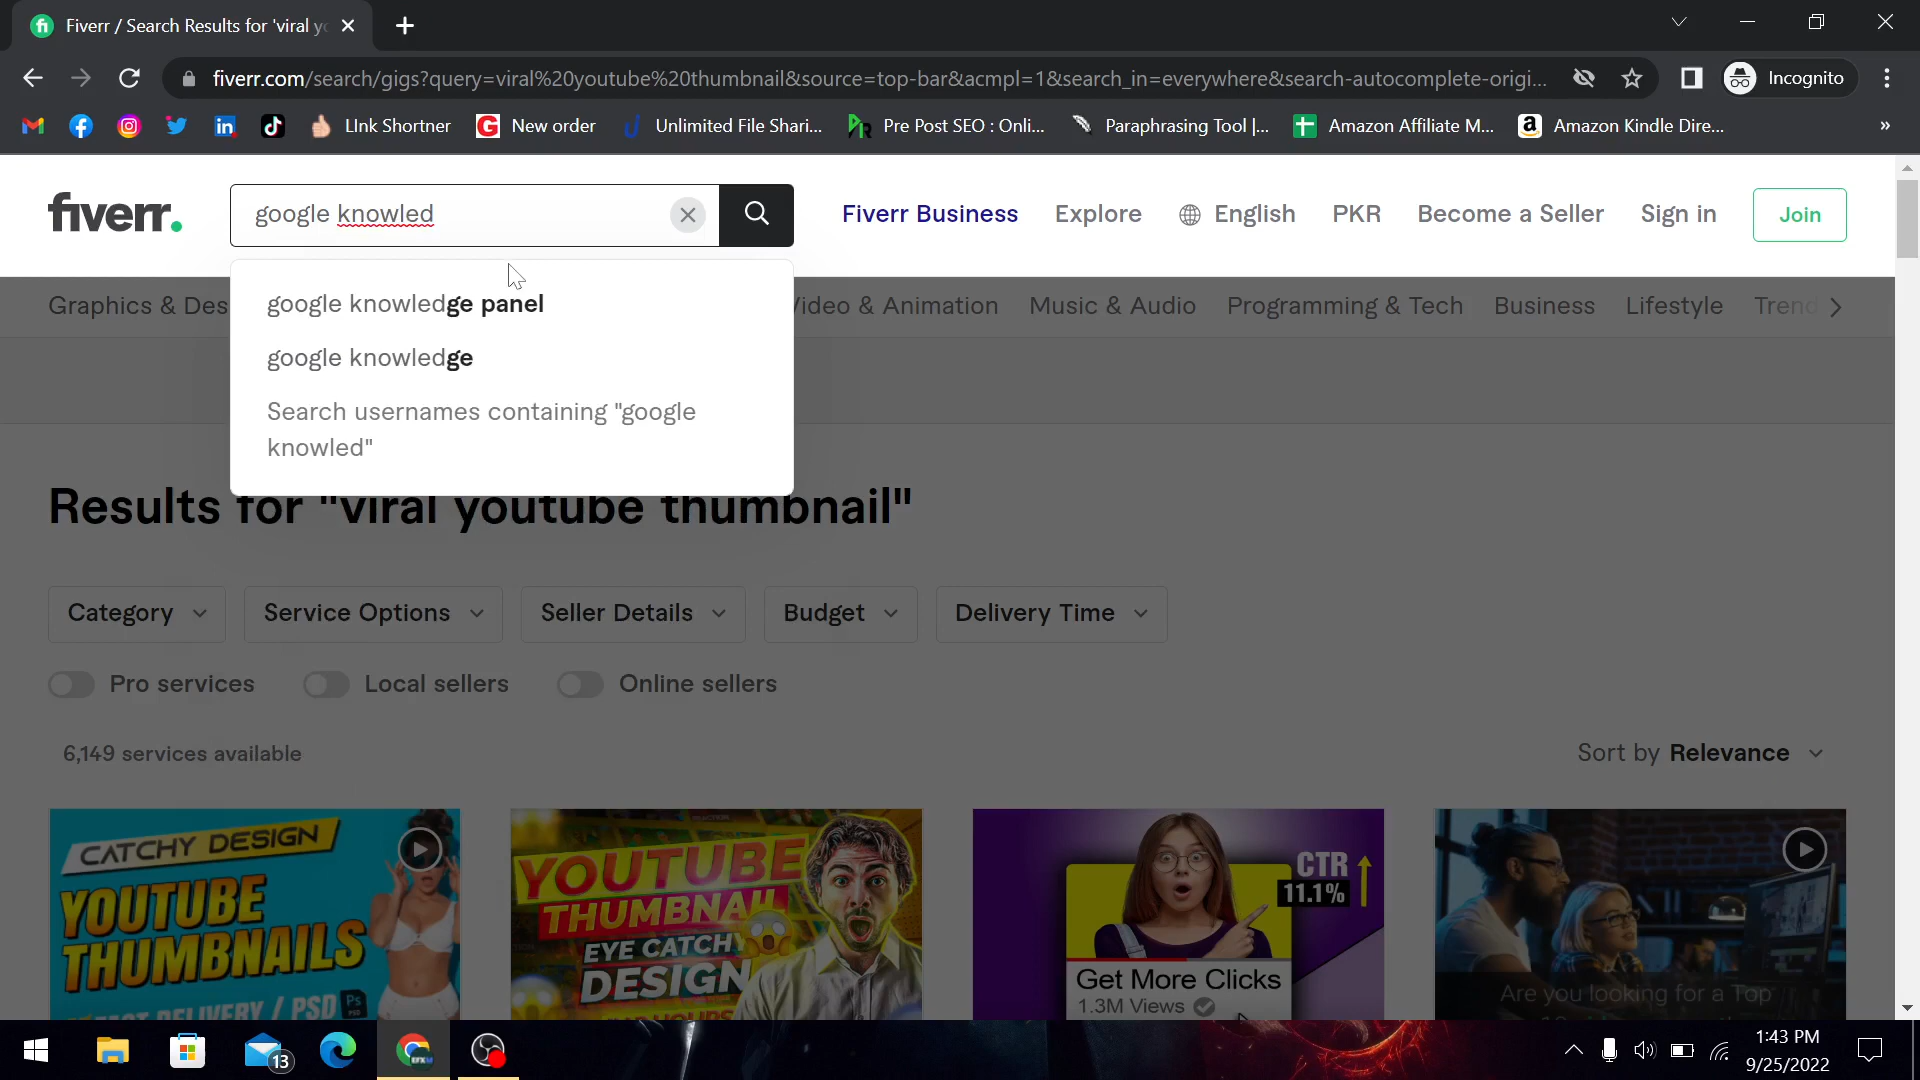 Fiverr / Search Results for 'viral y
fiverr.com/search/gigs?query=viral%20youtube%20thumbnail&source=top-bar&acmpl=1&search_in=everywhere&search-autocomplete-origi...
Incognito
LInk Shortner
New order
Unlimited File Shari...
Pre Post SEO : Onli...
Paraphrasing Tool |...
Amazon Affiliate M...
Amazon Kindle Dire...
»
fiverr.
google knowled
Fiverr Business
Explore
English
PKR
Become a Seller
Sign in
Join
Graphics & Des
Video & Animation
Music & Audio
Programming & Tech
Business
Lifestyle
Trend
google knowledge panel
google knowledge
Search usernames containing "google
knowled"
Results for "viral youtube thumbnail"
Category
Service Options
Seller Details
Budget
Delivery Time
Pro services
Local sellers
Online sellers
6,149 services available
Sort by Relevance
CATCHY DESIGN
YOUTUBE
THUMBNAILS
FAST DELIVERY / PSD
Ps
YOUTUBE
THUMBNAIL
EYE CATCHY
DESIGN
CTR
11.1%
Get More Clicks
1.3M Views
Are you looking for a Top
13
1:43 PM
9/25/2022